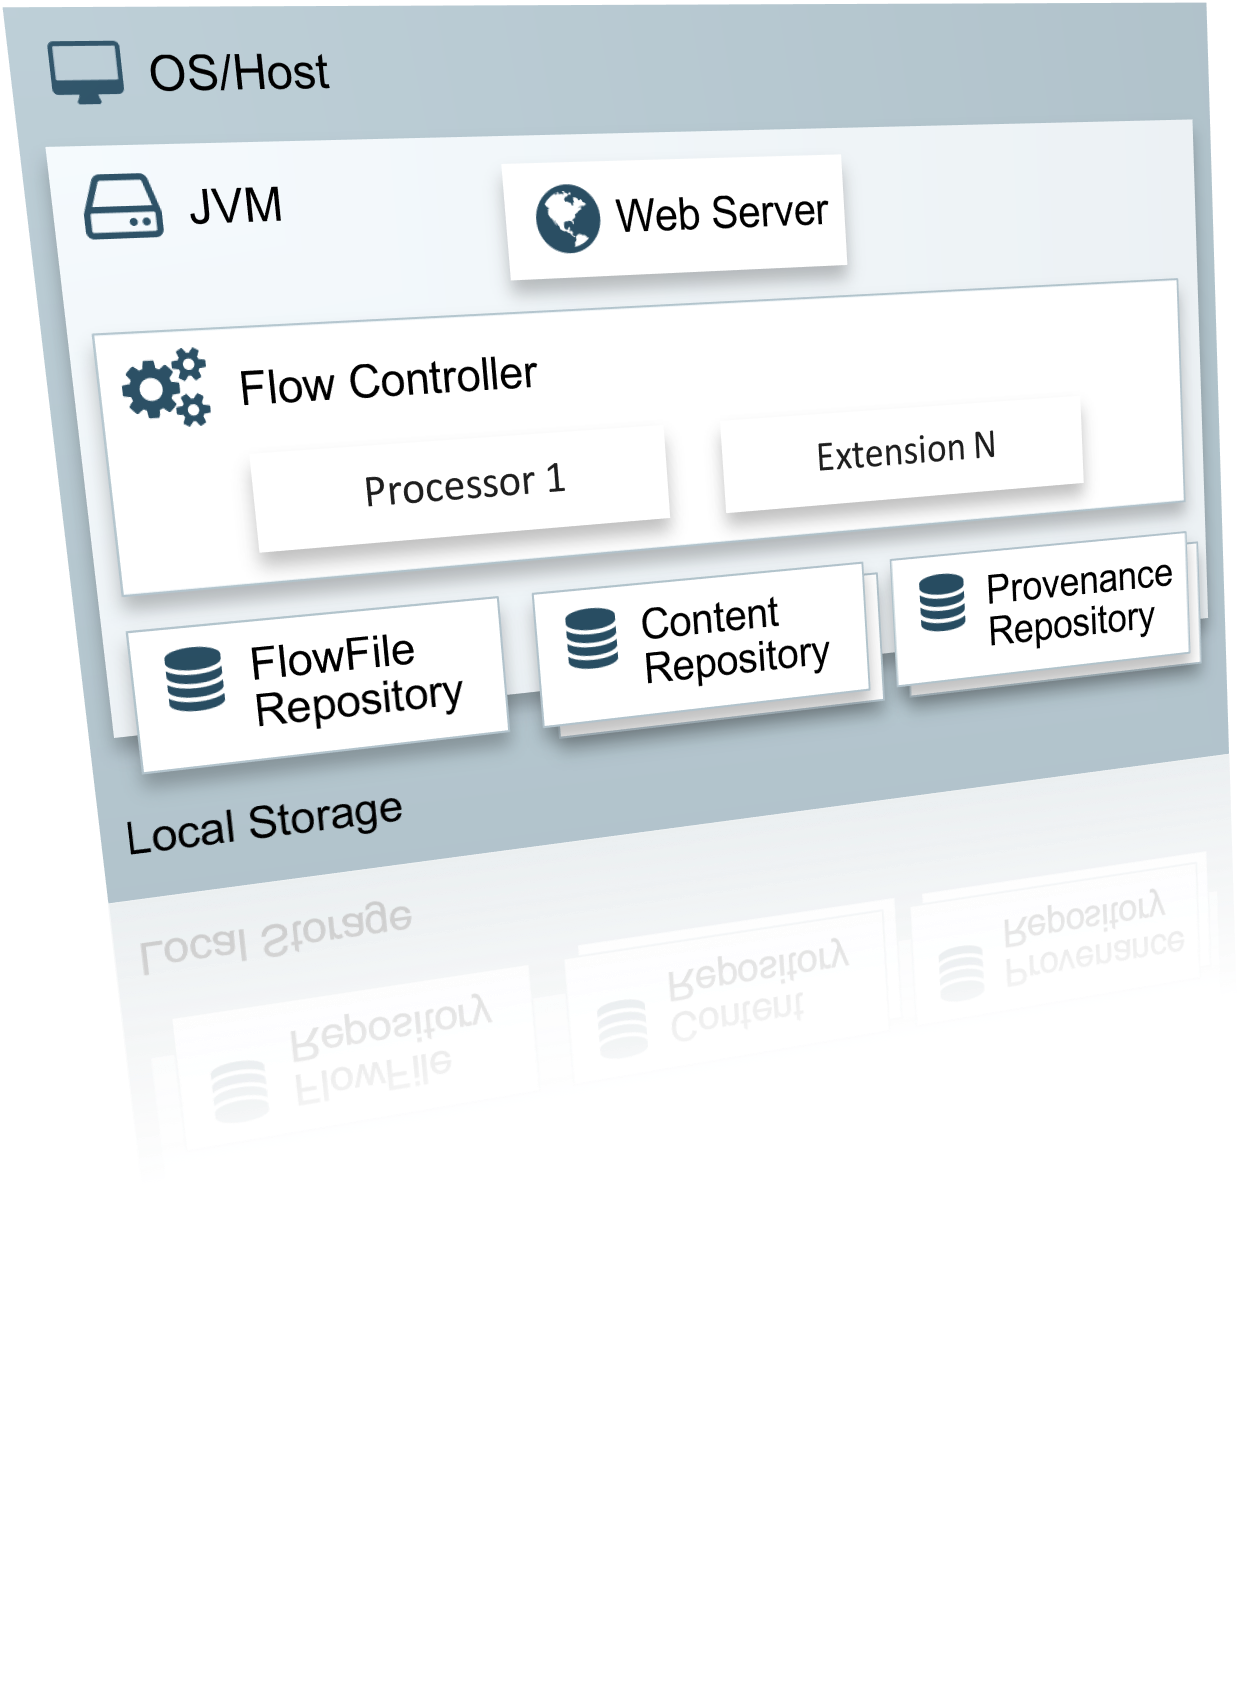 OS/Host
JVM
Web Server
Flow Controller
Processor 1
Extension N
FlowFile
Repository
Content
Repository
Provenance
Repository
Local Storage